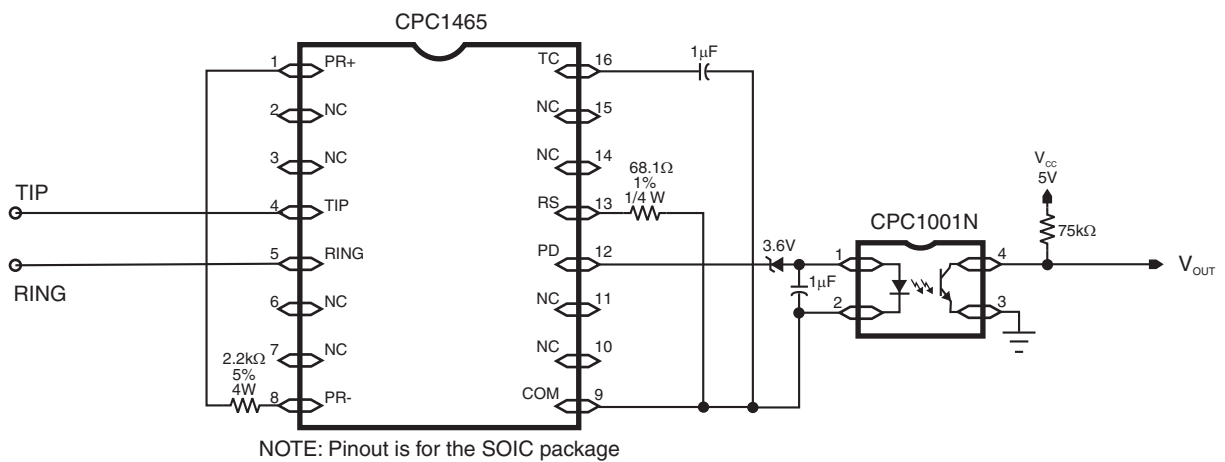 CPC1465
1 PR+
TC 16
1µF
2 NC
NC 15
3 NC
NC 14
TIP
4 TIP
68.1Ω
1%
1/4 W
RS 13
V_CC
5V
75kΩ
CPC1001N
RING
5 RING
PD 12
3.6V
1µF
1
2
4
3
V_OUT
6 NC
NC 11
7 NC
NC 10
2.2kΩ
5%
4W
8 PR-
COM 9
NOTE: Pinout is for the SOIC package